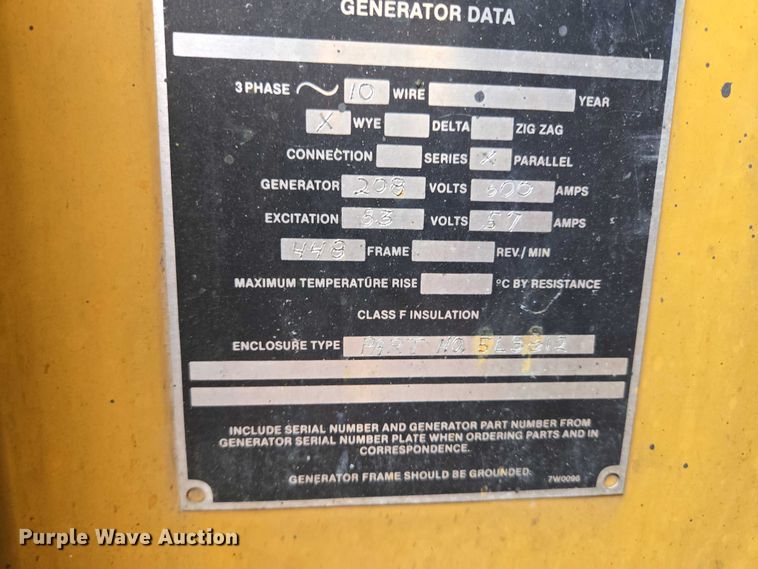 GENERATOR DATA
3 PHASE ~ 10 WIRE YEAR
X WYE DELTA ZIG ZAG
CONNECTION SERIES X PARALLEL
GENERATOR 208 VOLTS 600 AMPS
EXCITATION 53 VOLTS 57 AMPS
448 FRAME REV./ MIN
MAXIMUM TEMPERATURE RISE °C BY RESISTANCE
CLASS F INSULATION
ENCLOSURE TYPE PART NO
INCLUDE SERIAL NUMBER AND GENERATOR PART NUMBER FROM
GENERATOR SERIAL NUMBER PLATE WHEN ORDERING PARTS AND IN
CORRESPONDENCE.
GENERATOR FRAME SHOULD BE GROUNDED. 7W0096
Purple Wave Auction